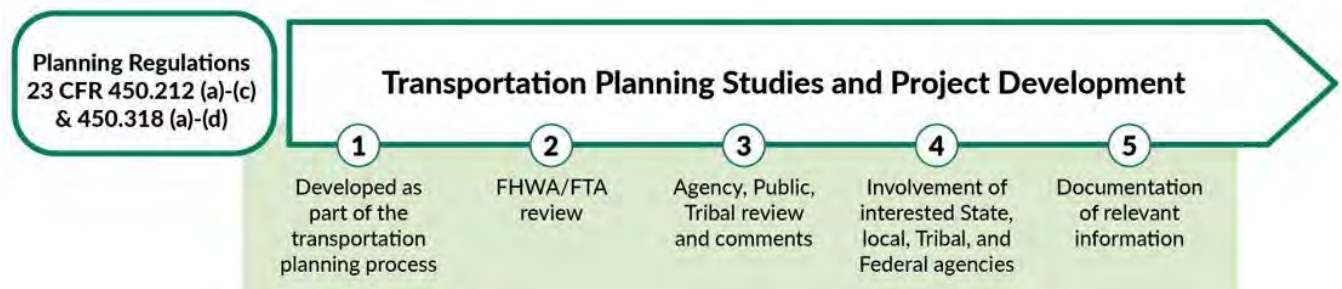 Planning Regulations
23 CFR 450.212 (a)-(c)
& 450.318 (a)-(d)
Transportation Planning Studies and Project Development
1
Developed as
part of the
transportation
planning process
2
FHWA/FTA
review
3
Agency, Public,
Tribal review
and comments
4
Involvement of
interested State,
local, Tribal, and
Federal agencies
5
Documentation
of relevant
information